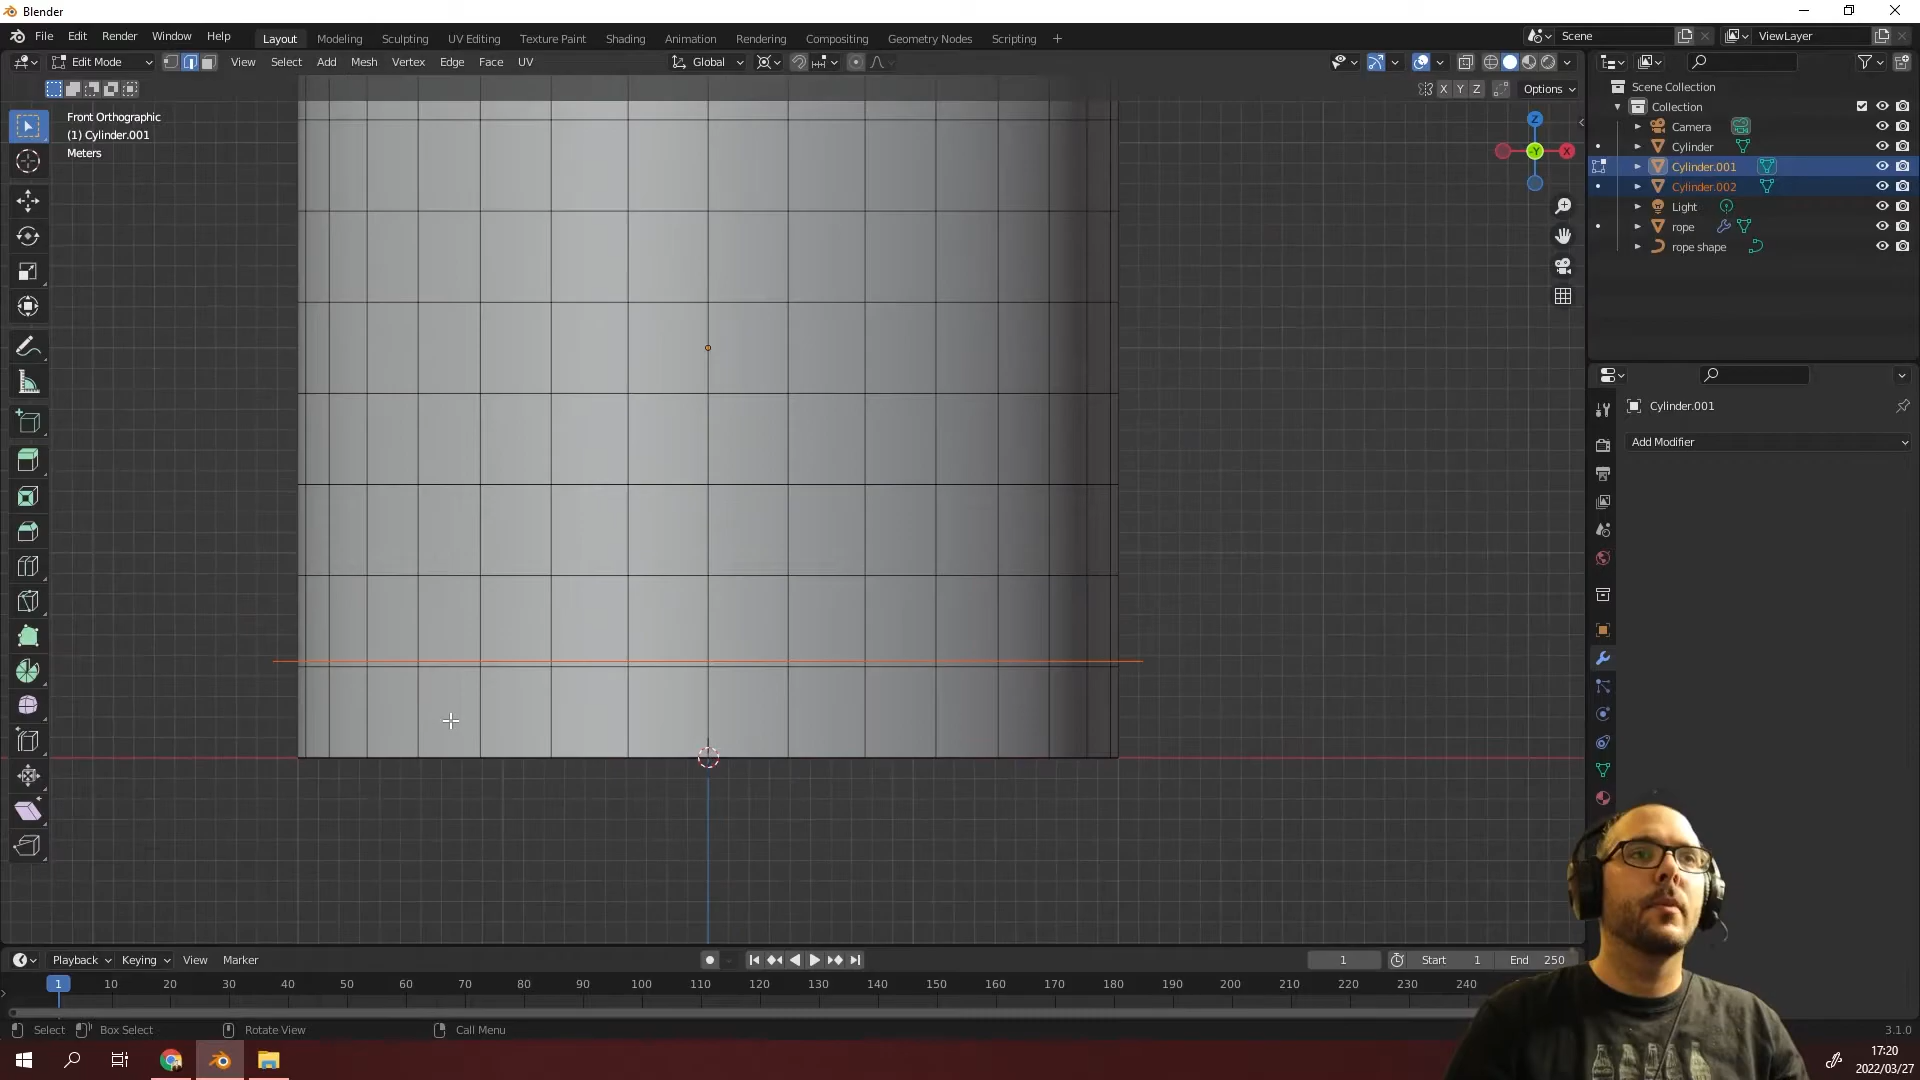 Blender
File Edit Render Window Help
Layout Modeling Sculpting UV Editing Texture Paint Shading Animation Rendering Compositing Geometry Nodes Scripting +
Scene
ViewLayer
Edit Mode
View Select Add Mesh Vertex Edge Face UV
Global
X Y Z Options
Front Orthographic
(1) Cylinder.001
Meters
Z
-Y
X
Scene Collection
Collection
Camera
Cylinder
Cylinder.001
Cylinder.002
Light
rope
rope shape
Cylinder.001
Add Modifier
Playback Keying View Marker
1 Start 1 End 250
1 10 20 30 40 50 60 70 80 90 100 110 120 130 140 150 160 170 180 190 200 210 220 230 240
Select Box Select Rotate View Call Menu
3.1.0
17:20
2022/03/27